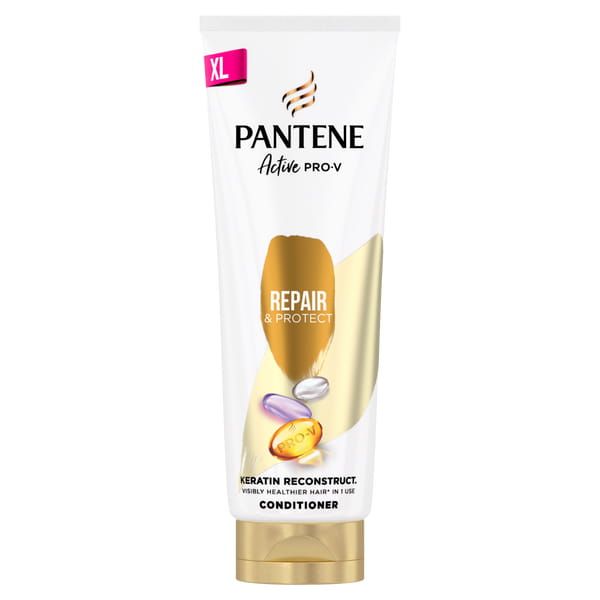 XL
PANTENE
Active PRO-V
REPAIR
& PROTECT
PRO-V
KERATIN RECONSTRUCT.
VISIBLY HEALTHIER HAIR* IN 1 USE
CONDITIONER